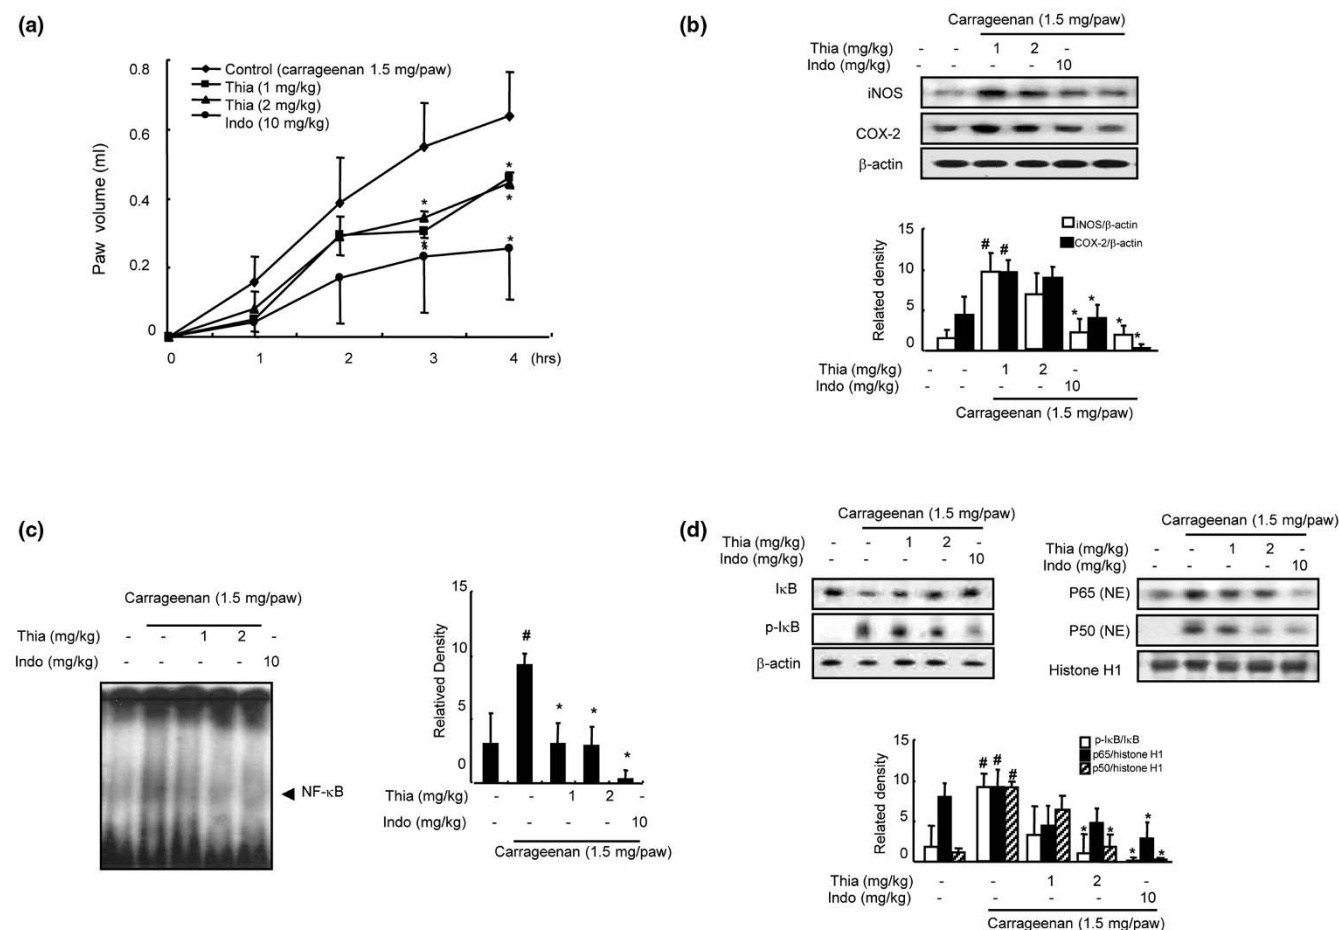 (a)
0.8
0.6
0.4
0.2
0
Paw volume (ml)
Control (carrageenan 1.5 mg/paw)
Thia (1 mg/kg)
Thia (2 mg/kg)
Indo (10 mg/kg)
*
*
*
*
*
*
0 1 2 3 4 (hrs)
(b)
Carrageenan (1.5 mg/paw)
Thia (mg/kg) - - 1 2 -
Indo (mg/kg) - - - - 10
iNOS
COX-2
β-actin
iNOS/β-actin
COX-2/β-actin
15
10
5
0
Related density
# #
* * * *
Thia (mg/kg) - - 1 2 -
Indo (mg/kg) - - - - 10
Carrageenan (1.5 mg/paw)
(c)
Carrageenan (1.5 mg/paw)
Thia (mg/kg) - - 1 2 -
Indo (mg/kg) - - - - 10
NF-κB
15
10
5
0
Relatived Density
#
* * *
Thia (mg/kg) - - 1 2 -
Indo (mg/kg) - - - - 10
Carrageenan (1.5 mg/paw)
(d)
Carrageenan (1.5 mg/paw)
Thia (mg/kg) - - 1 2 -
Indo (mg/kg) - - - - 10
IκB
p-IκB
β-actin
Carrageenan (1.5 mg/paw)
Thia (mg/kg) - - 1 2 -
Indo (mg/kg) - - - - 10
P65 (NE)
P50 (NE)
Histone H1
p-IκB/IκB
p65/histone H1
p50/histone H1
15
10
5
0
Related density
# # #
* * * * *
Thia (mg/kg) - - 1 2 -
Indo (mg/kg) - - - - 10
Carrageenan (1.5 mg/paw)